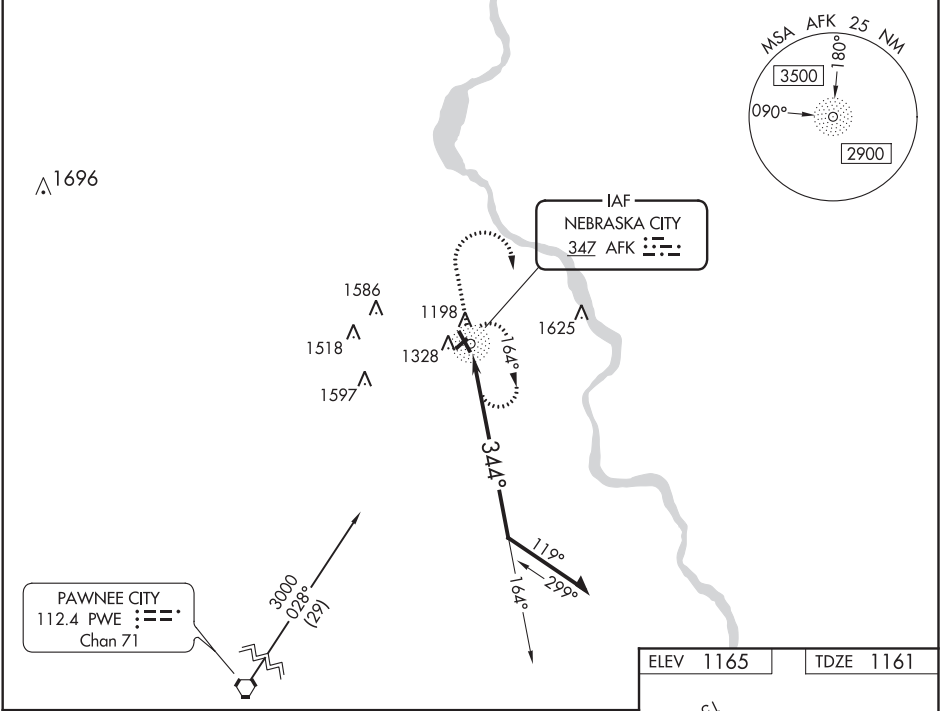 MSA AFK 25 NM
180°
3500
090°
2900
1696
IAF
NEBRASKA CITY
347 AFK
1586
1198
1625
1518
1328
164°
1597
344°
119°
299°
164°
3000
028°
(29)
PAWNEE CITY
112.4 PWE
Chan 71
ELEV 1165
TDZE 1161